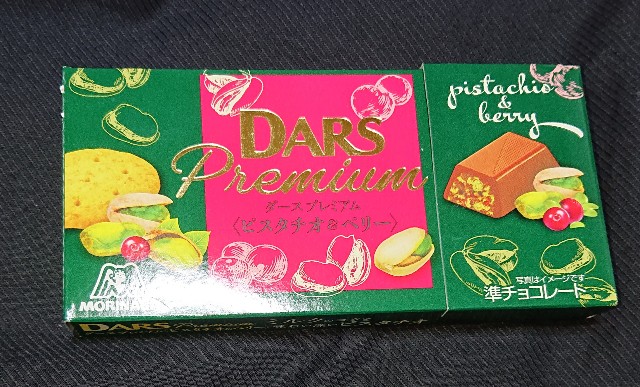 DARS
Premium
ダース プレミアム
〈ピスタチオ&ベリー〉
pistachio
&
berry
写真はイメージです
準チョコレート
DARS Premium